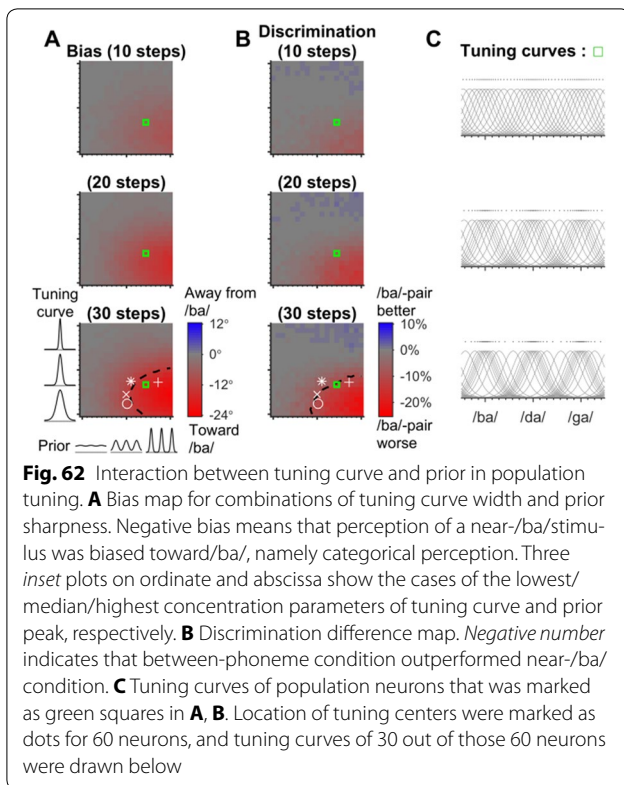 A
Bias (10 steps)
B
Discrimination
(10 steps)
C
Tuning curves :
(20 steps)
(20 steps)
Tuning
curve
(30 steps)
Away from
/ba/
12°
0°
-12°
-24°
Toward
/ba/
Prior
(30 steps)
/ba/-pair
better
10%
0%
-10%
-20%
/ba/-pair
worse
/ba/ /da/ /ga/
Fig. 62 Interaction between tuning curve and prior in population
tuning. A Bias map for combinations of tuning curve width and prior
sharpness. Negative bias means that perception of a near-/ba/stimu-
lus was biased toward/ba/, namely categorical perception. Three
inset plots on ordinate and abscissa show the cases of the lowest/
median/highest concentration parameters of tuning curve and prior
peak, respectively. B Discrimination difference map. Negative number
indicates that between-phoneme condition outperformed near-/ba/
condition. C Tuning curves of population neurons that was marked
as green squares in A, B. Location of tuning centers were marked as
dots for 60 neurons, and tuning curves of 30 out of those 60 neurons
were drawn below